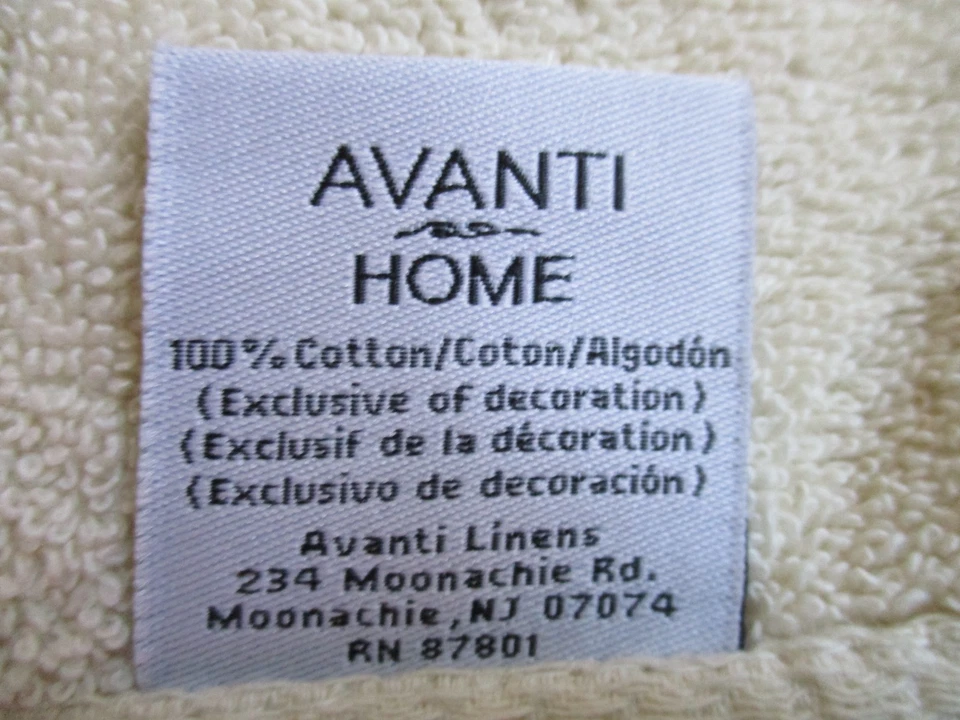 AVANTI
HOME
100% Cotton/Coton/Algodón
(Exclusive of decoration)
(Exclusif de la décoration)
(Exclusivo de decoración)
Avanti Linens
234 Moonachie Rd.
Moonachie, NJ 07074
RN 87801